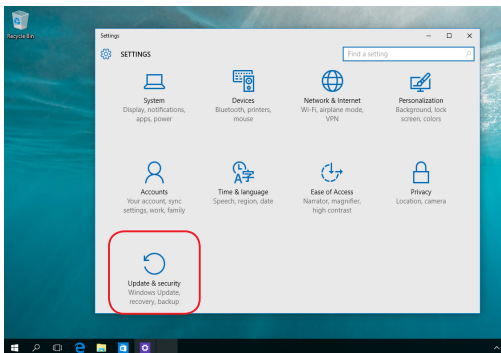 Recycle Bin
Settings
SETTINGS
Find a setting
System
Display, notifications,
apps, power
Devices
Bluetooth, printers,
mouse
Network & Internet
Wi-Fi, airplane mode,
VPN
Personalization
Background, lock
screen, colors
Accounts
Your account, sync
settings, work, family
Time & language
Speech, region, date
Ease of Access
Narrator, magnifier,
high contrast
Privacy
Location, camera
Update & security
Windows Update,
recovery, backup